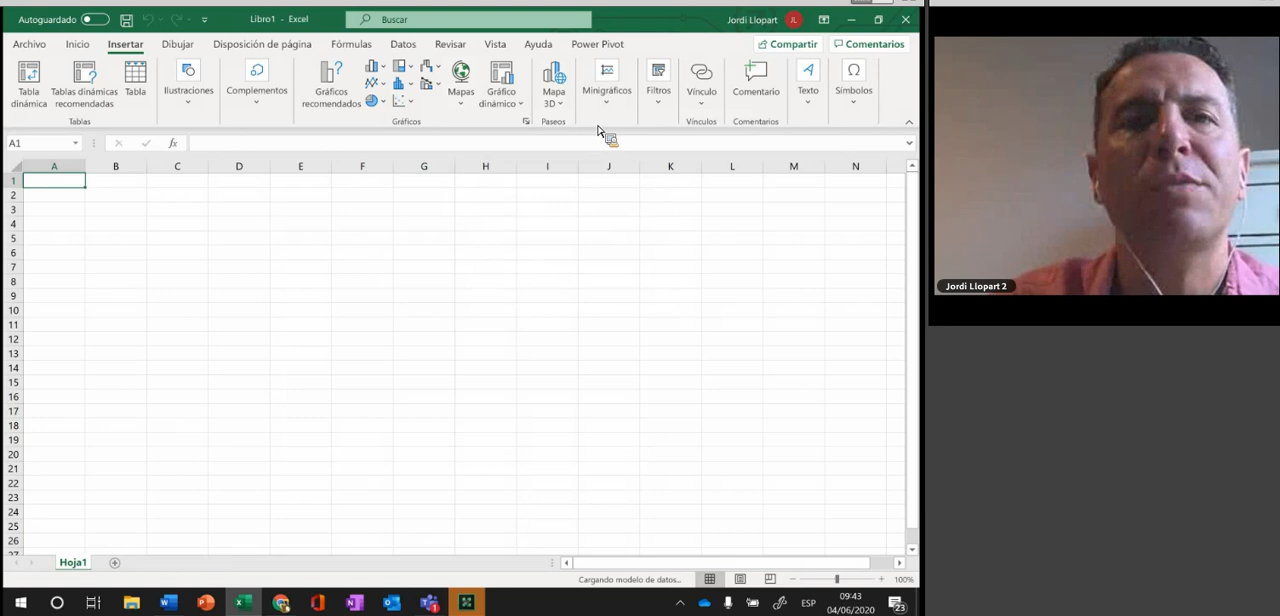 Autoguardado
Libro1 - Excel
Buscar
Jordi Llopart
JL
Archivo Inicio Insertar Dibujar Disposición de página Fórmulas Datos Revisar Vista Ayuda Power Pivot
Compartir
Comentarios
Tabla dinámica
Tablas dinámicas recomendadas
Tabla
Ilustraciones
Complementos
Gráficos recomendados
Mapas
Gráfico dinámico
Mapa 3D
Minigráficos
Filtros
Vínculo
Comentario
Texto
Símbolos
Tablas
Gráficos
Paseos
Vínculos
Comentarios
A1
fx
A B C D E F G H I J K L M N
1
2
3
4
5
6
7
8
9
10
11
12
13
14
15
16
17
18
19
20
21
22
23
24
25
26
27
Hoja1
Cargando modelo de datos...
100%
Jordi Llopart 2
ESP
09:43
04/06/2020
23